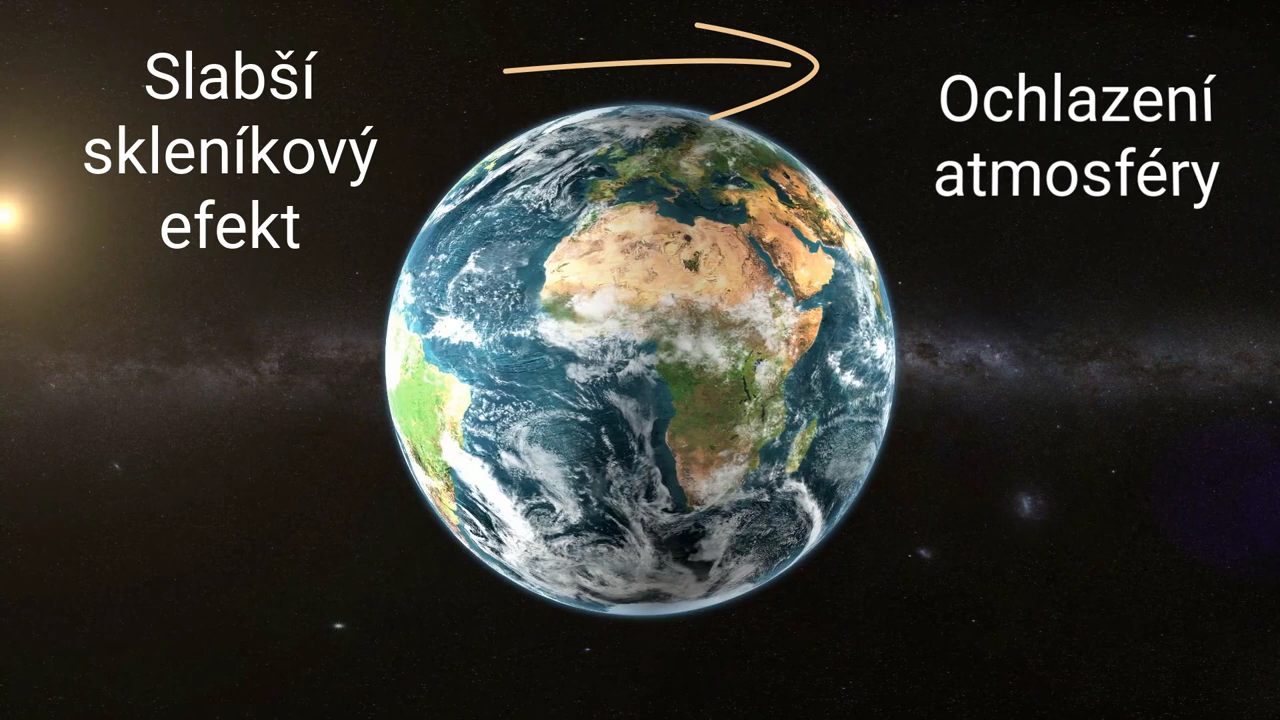 Slabší
skleníkový
efekt
Ochlazení
atmosféry